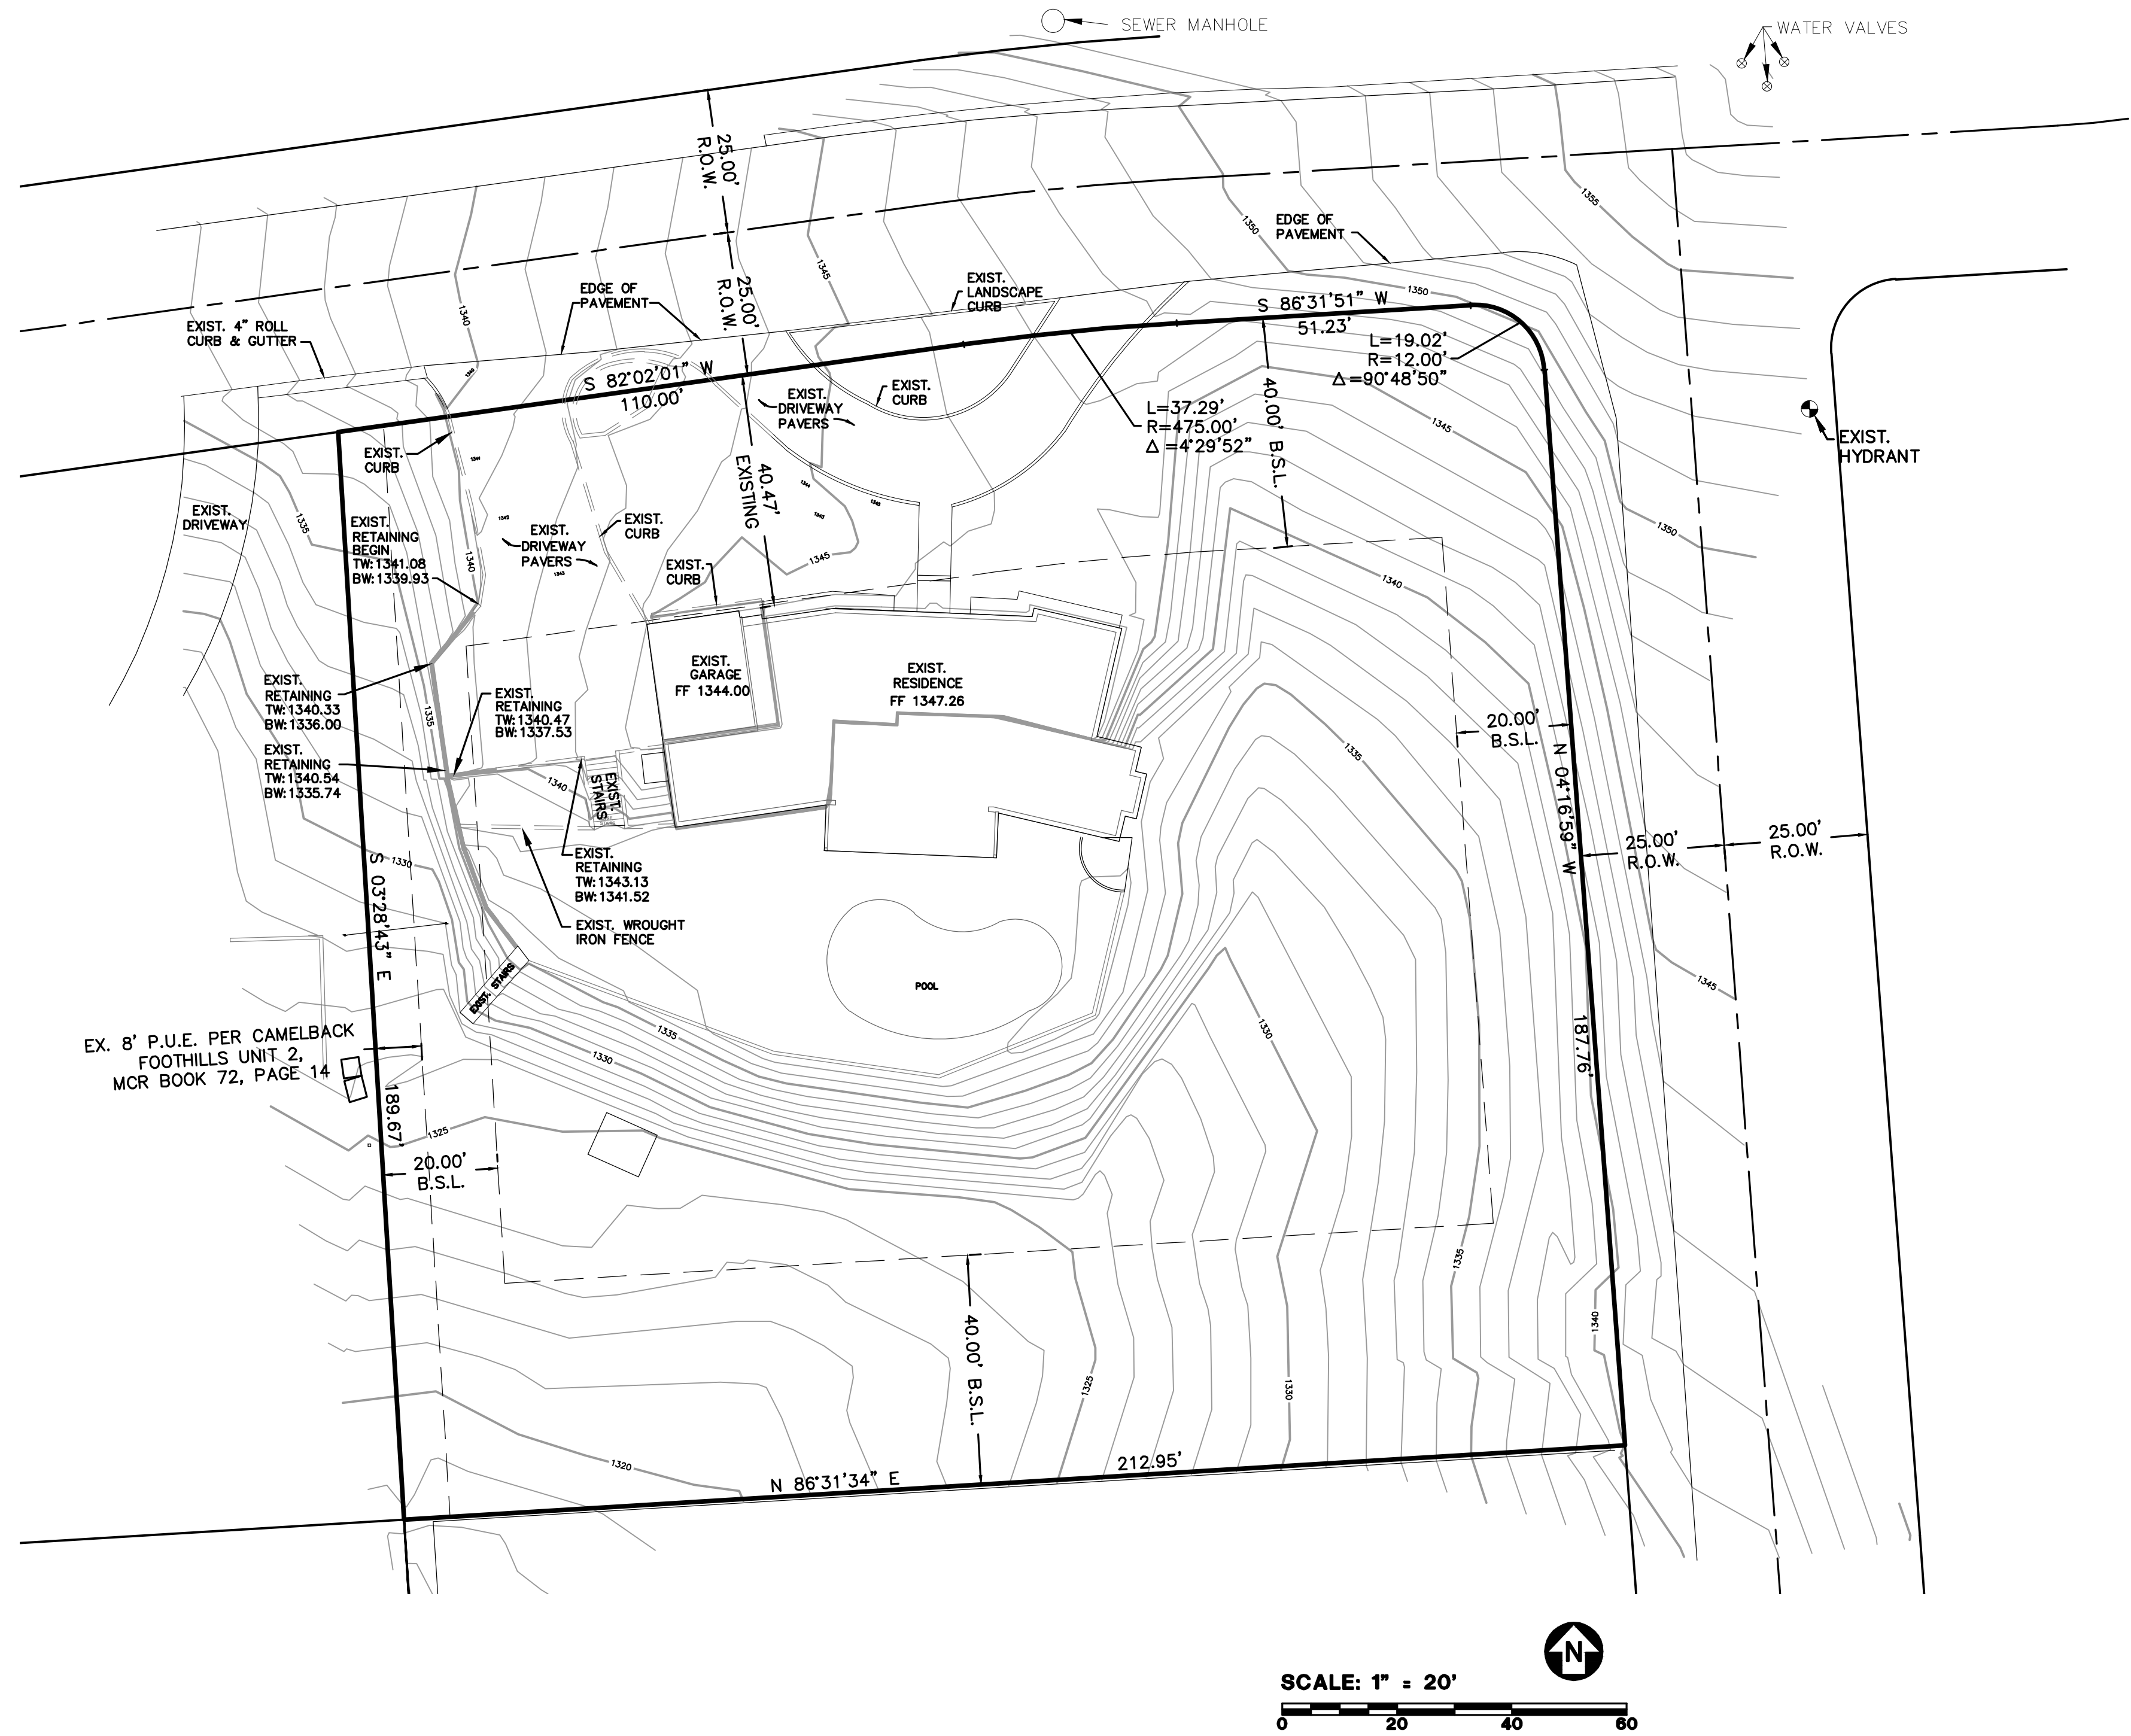 SEWER MANHOLE
WATER VALVES
25.00'
R.O.W.
1355
1350
EDGE OF
PAVEMENT
1345
25.00'
R.O.W.
EXIST.
LANDSCAPE
CURB
EDGE OF
PAVEMENT
1340
EXIST. 4" ROLL
CURB & GUTTER
S 86°31'51" W
51.23'
1350
L=19.02'
R=12.00'
Δ=90°48'50"
S 82°02'01" W
110.00'
EXIST.
DRIVEWAY
PAVERS
EXIST.
CURB
40.00' B.S.L.
L=37.29'
R=475.00'
Δ=4°29'52"
1345
EXIST.
HYDRANT
EXIST.
CURB
1341
40.47'
EXISTING
1344
1343
EXIST.
DRIVEWAY
1335
EXIST.
RETAINING
BEGIN
TW:1341.08
BW:1339.93
1340
1342
EXIST.
DRIVEWAY
PAVERS
1343
EXIST.
CURB
EXIST.
CURB
1345
1340
1350
EXIST.
GARAGE
FF 1344.00
EXIST.
RESIDENCE
FF 1347.26
EXIST.
RETAINING
TW:1340.33
BW:1336.00
1335
EXIST.
RETAINING
TW:1340.47
BW:1337.53
EXIST.
RETAINING
TW:1340.54
BW:1335.74
1340
EXIST.
STAIRS
1335
20.00'
B.S.L.
N 04°16'59" W
187.76'
25.00'
R.O.W.
25.00'
R.O.W.
1330
S 03°28'43" E
189.67'
EXIST.
RETAINING
TW:1343.13
BW:1341.52
EXIST. WROUGHT
IRON FENCE
EXIST. STAIRS
POOL
1345
1335
1330
1330
EX. 8' P.U.E. PER CAMELBACK
FOOTHILLS UNIT 2,
MCR BOOK 72, PAGE 14
1325
20.00'
B.S.L.
1335
40.00' B.S.L.
1340
1325
1330
1320
N 86°31'34" E
212.95'
N
SCALE: 1" = 20'
0 20 40 60